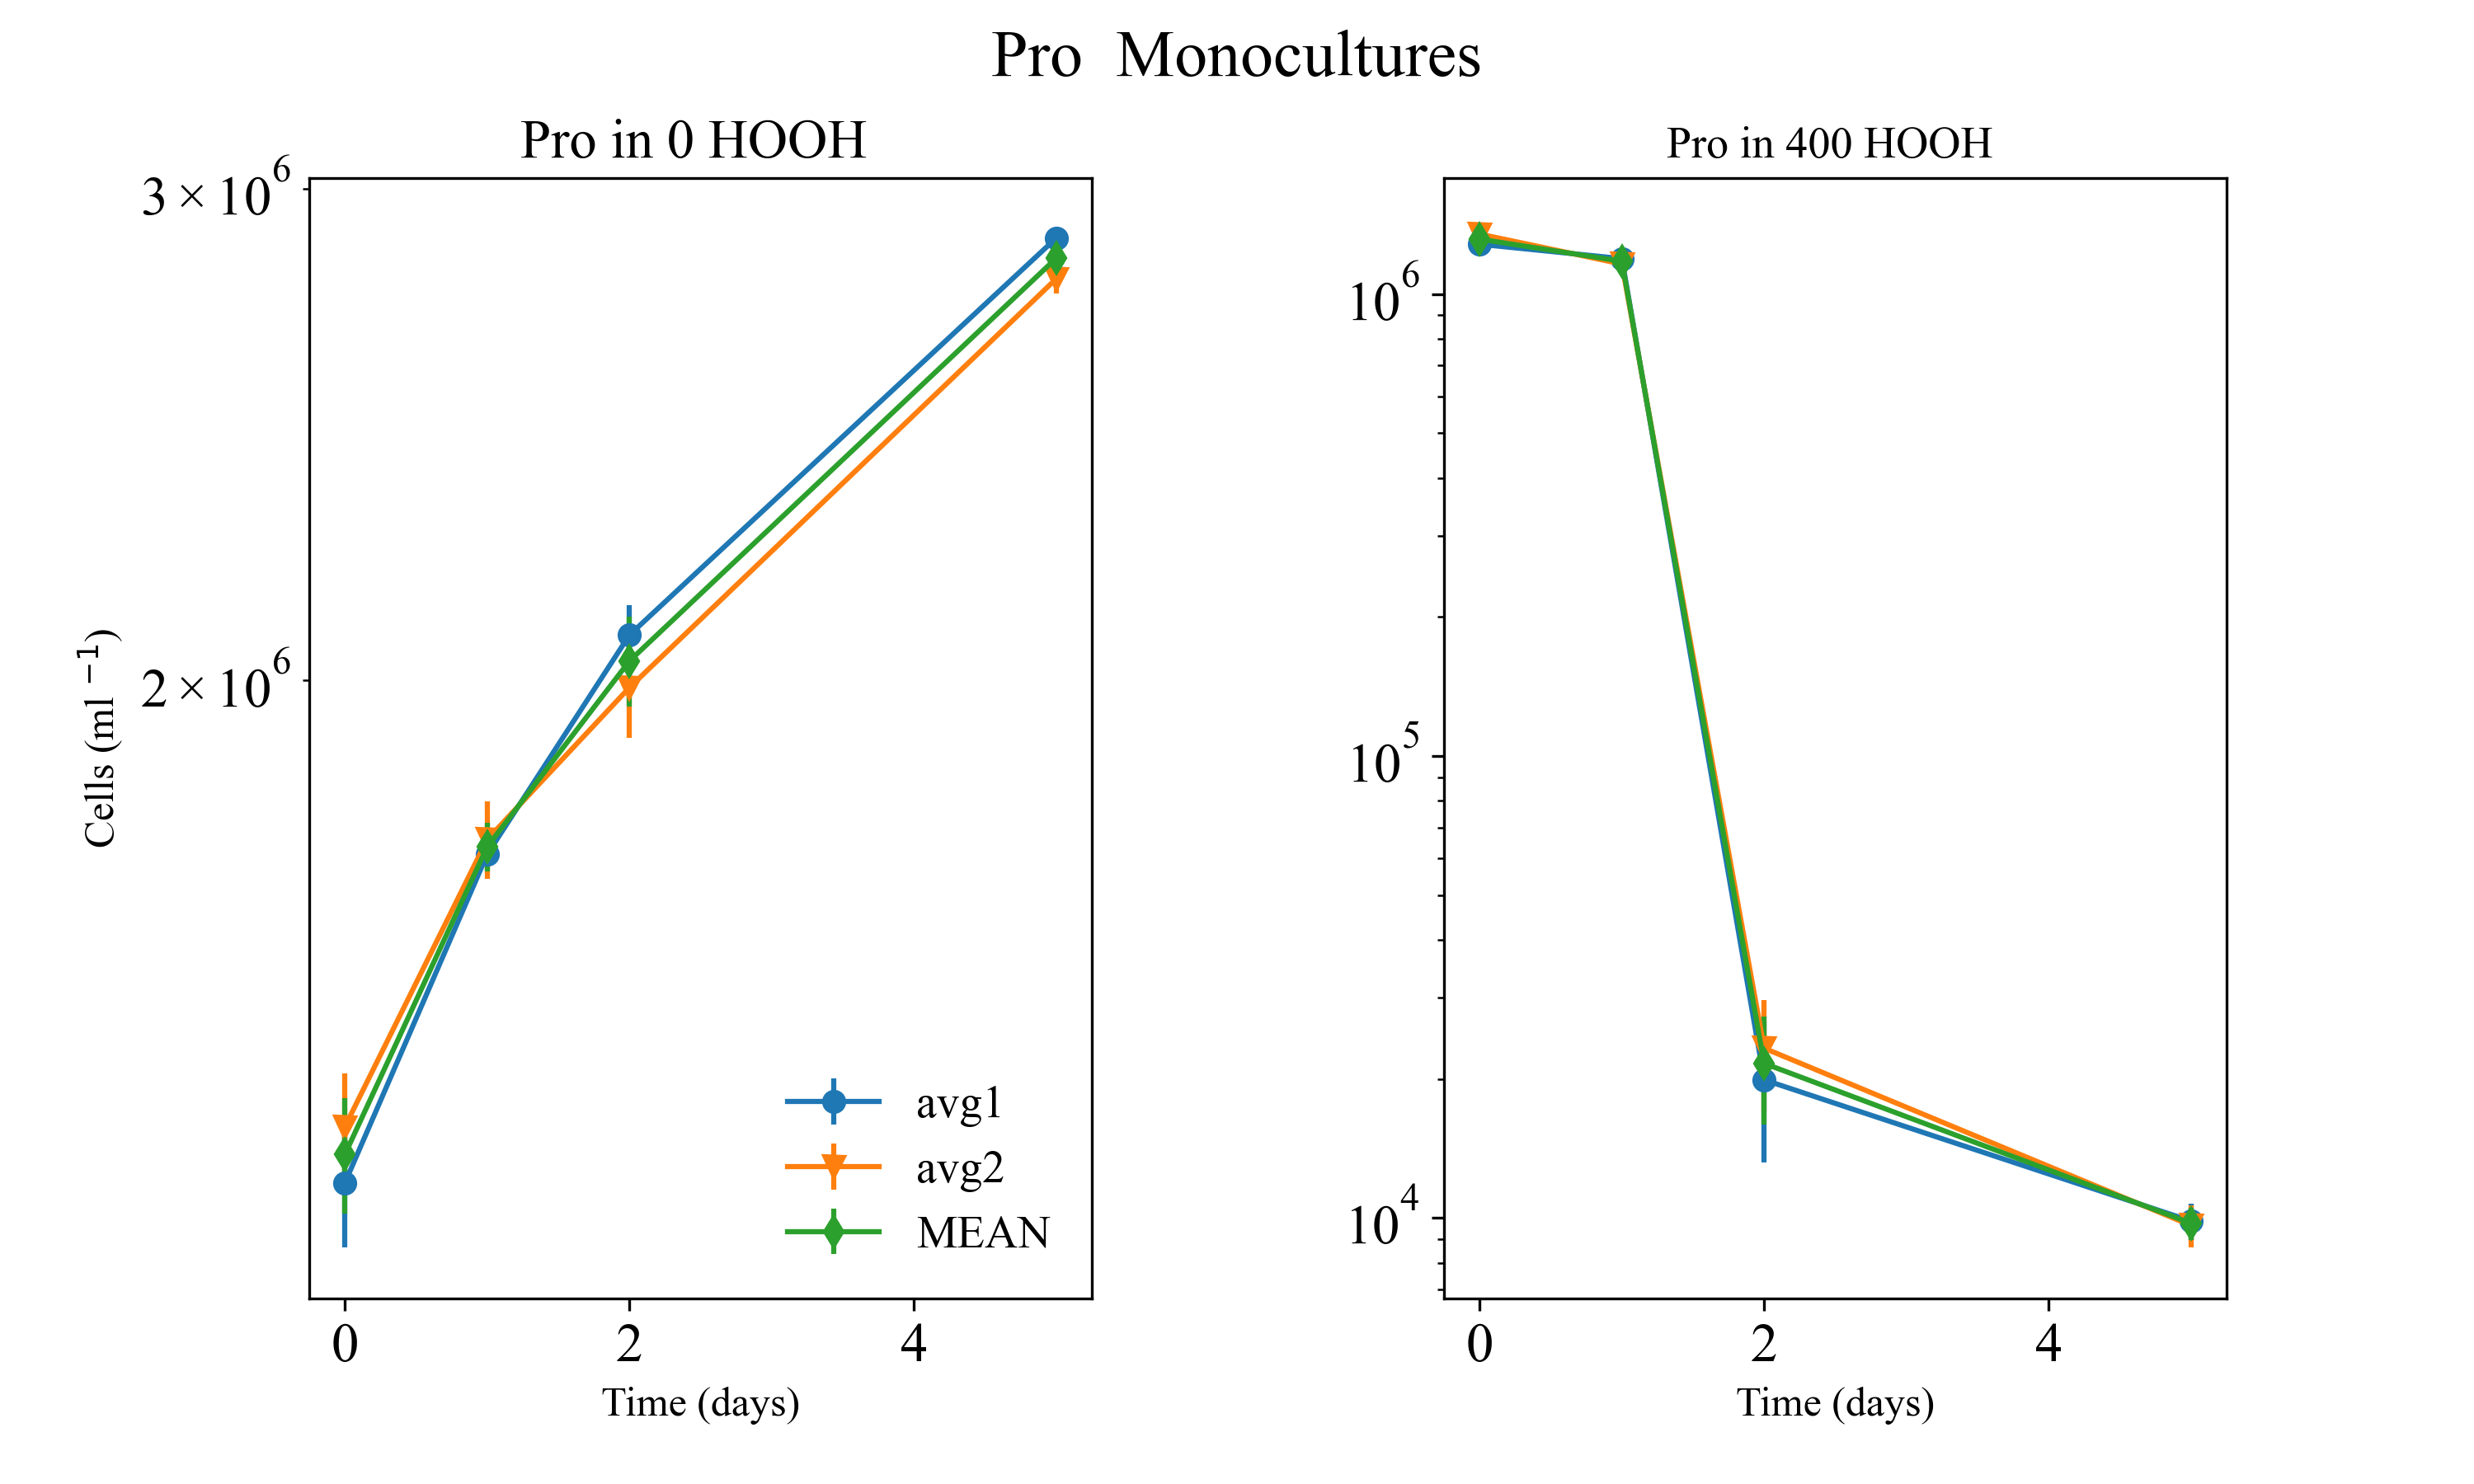 Pro Monocultures
Pro in 0 HOOH
Pro in 400 HOOH
3 × 10⁶
2 × 10⁶
Cells (ml ⁻¹)
avg1
avg2
MEAN
0 2 4
Time (days)
10⁶
10⁵
10⁴
0 2 4
Time (days)